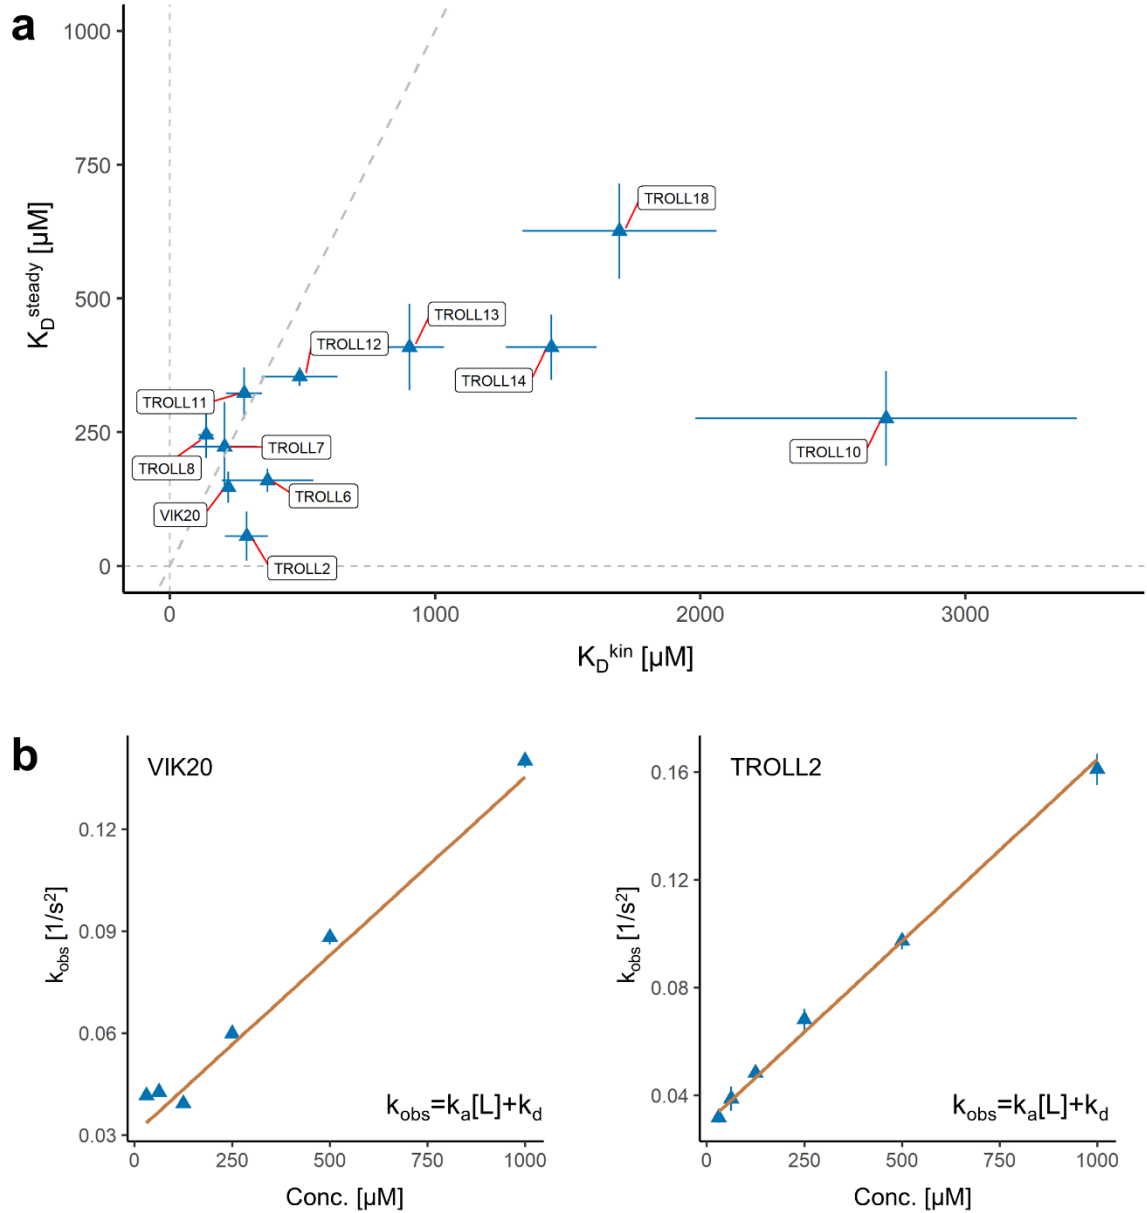 a
1000
750
500
250
0
K_D^steady [µM]
TROLL18
TROLL13
TROLL12
TROLL14
TROLL11
TROLL10
TROLL7
TROLL8
TROLL6
VIK20
TROLL2
0 1000 2000 3000
K_D^kin [µM]
b
VIK20
0.12
0.09
0.06
0.03
k_obs [1/s²]
k_obs=k_a[L]+k_d
0 250 500 750 1000
Conc. [µM]
TROLL2
0.16
0.12
0.08
0.04
k_obs [1/s²]
k_obs=k_a[L]+k_d
0 250 500 750 1000
Conc. [µM]